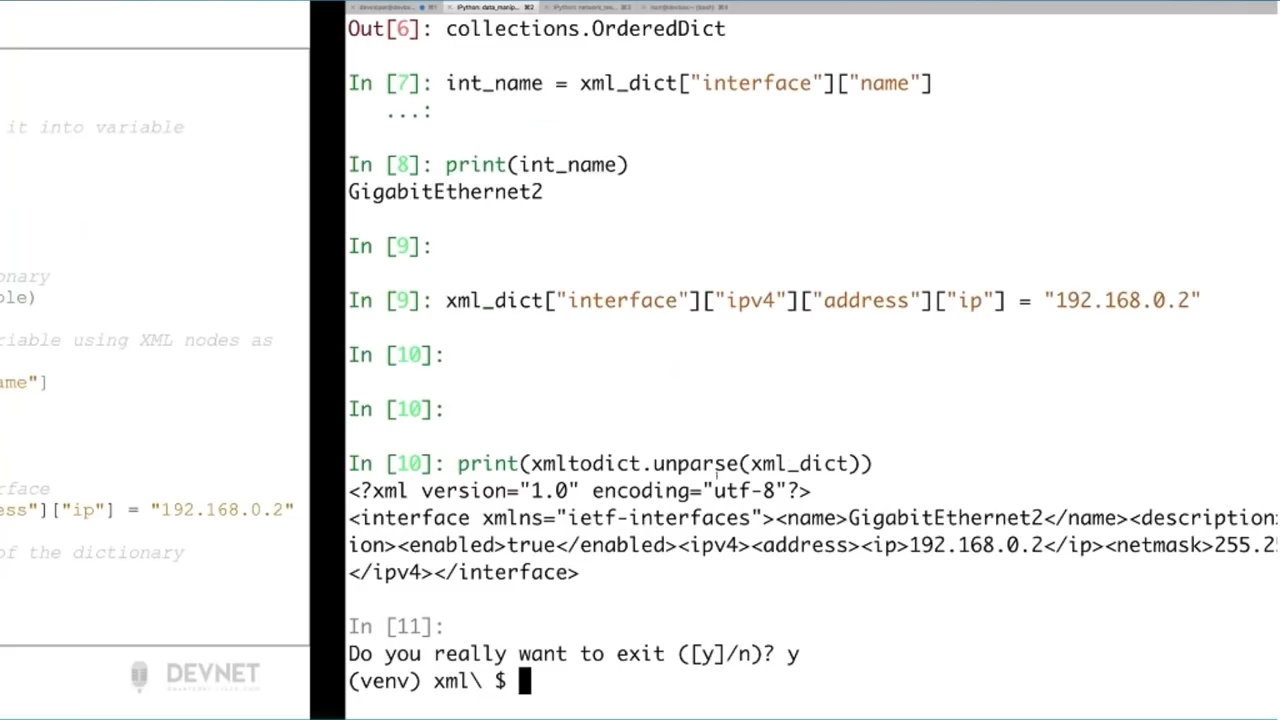 iPython: data_manip... ⌘2
Out[6]: collections.OrderedDict
In [7]: int_name = xml_dict["interface"]["name"]
...:
In [8]: print(int_name)
GigabitEthernet2
In [9]:
In [9]: xml_dict["interface"]["ipv4"]["address"]["ip"] = "192.168.0.2"
In [10]:
In [10]:
In [10]: print(xmltodict.unparse(xml_dict))
<?xml version="1.0" encoding="utf-8"?>
<interface xmlns="ietf-interfaces"><name>GigabitEthernet2</name><description
ion><enabled>true</enabled><ipv4><address><ip>192.168.0.2</ip><netmask>255.2
</ipv4></interface>
In [11]:
Do you really want to exit ([y]/n)? y
(venv) xml\ $
it into variable
onary
ole)
riable using XML nodes as
ame"]
rface
ess"]["ip"] = "192.168.0.2"
of the dictionary
DEVNET